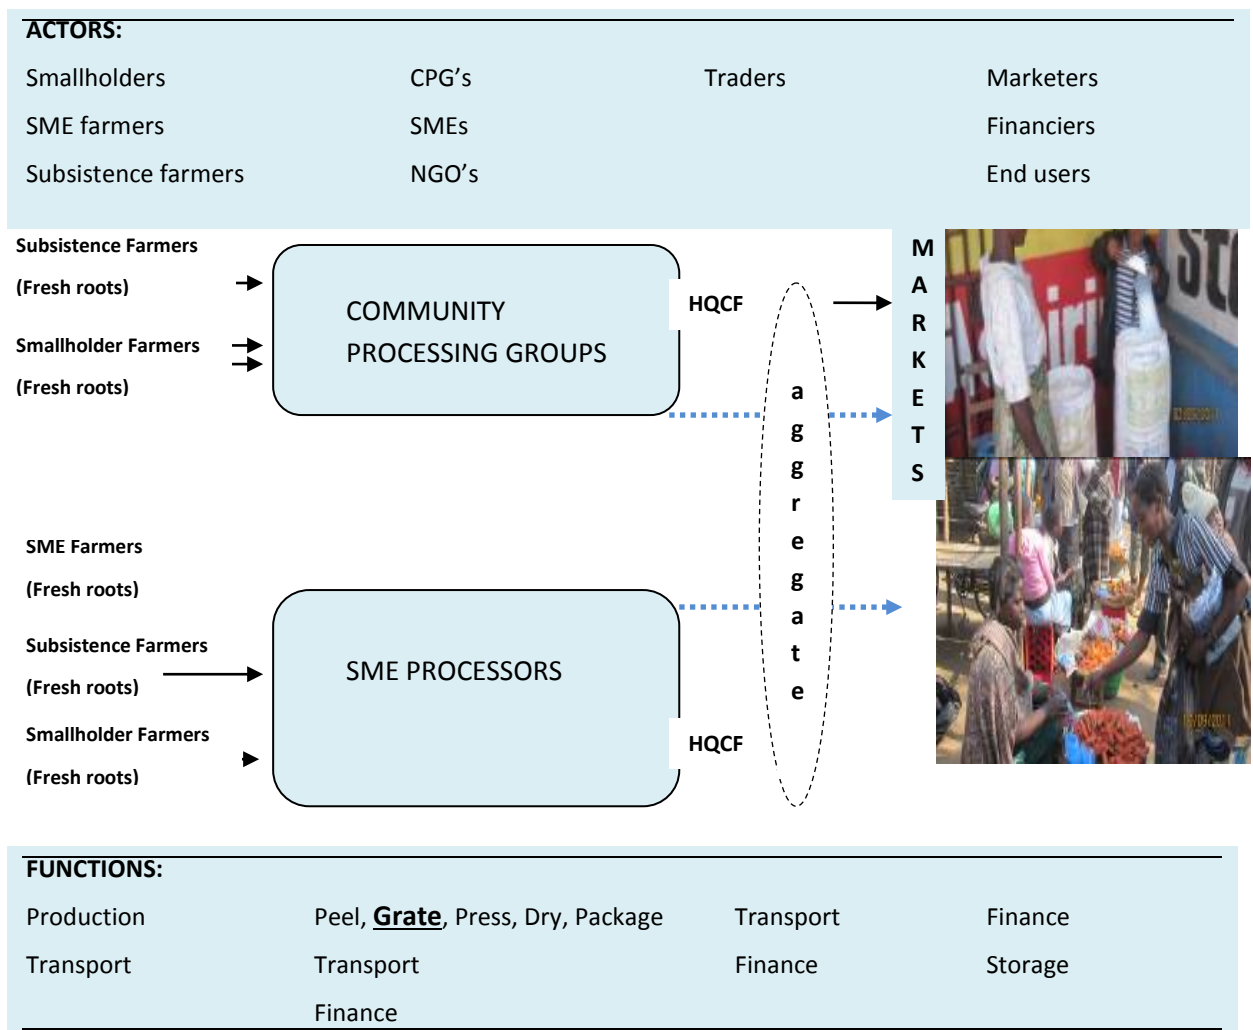 ACTORS:
Smallholders CPG's Traders Marketers
SME farmers SMEs Financiers
Subsistence farmers NGO's End users
Subsistence Farmers
(Fresh roots)
Smallholder Farmers
(Fresh roots)
COMMUNITY
PROCESSING GROUPS
HQCF
aggregate
MARKETS
SME Farmers
(Fresh roots)
Subsistence Farmers
(Fresh roots)
Smallholder Farmers
(Fresh roots)
SME PROCESSORS
HQCF
FUNCTIONS:
Production Peel, Grate, Press, Dry, Package Transport Finance
Transport Transport Finance Storage
Finance